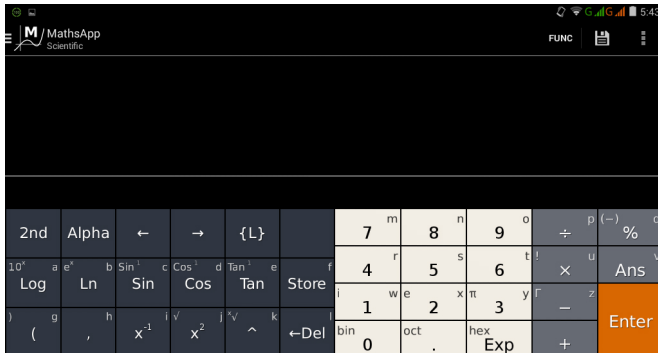 G G 5:43
M MathsApp FUNC
Scientific
m n o p (−)
2nd Alpha ← → {L} 7 8 9 ÷ %
10ˣ a eˣ b Sin⁻¹ c Cos⁻¹ d Tan⁻¹ e f r s t ! u
Log Ln Sin Cos Tan Store 4 5 6 × Ans
i w e x π y Γ z
1 2 3 −
) g h i √ j ˣ√ k l
( , x⁻¹ x² ^ ←Del Enter
bin oct hex
0 . Exp +